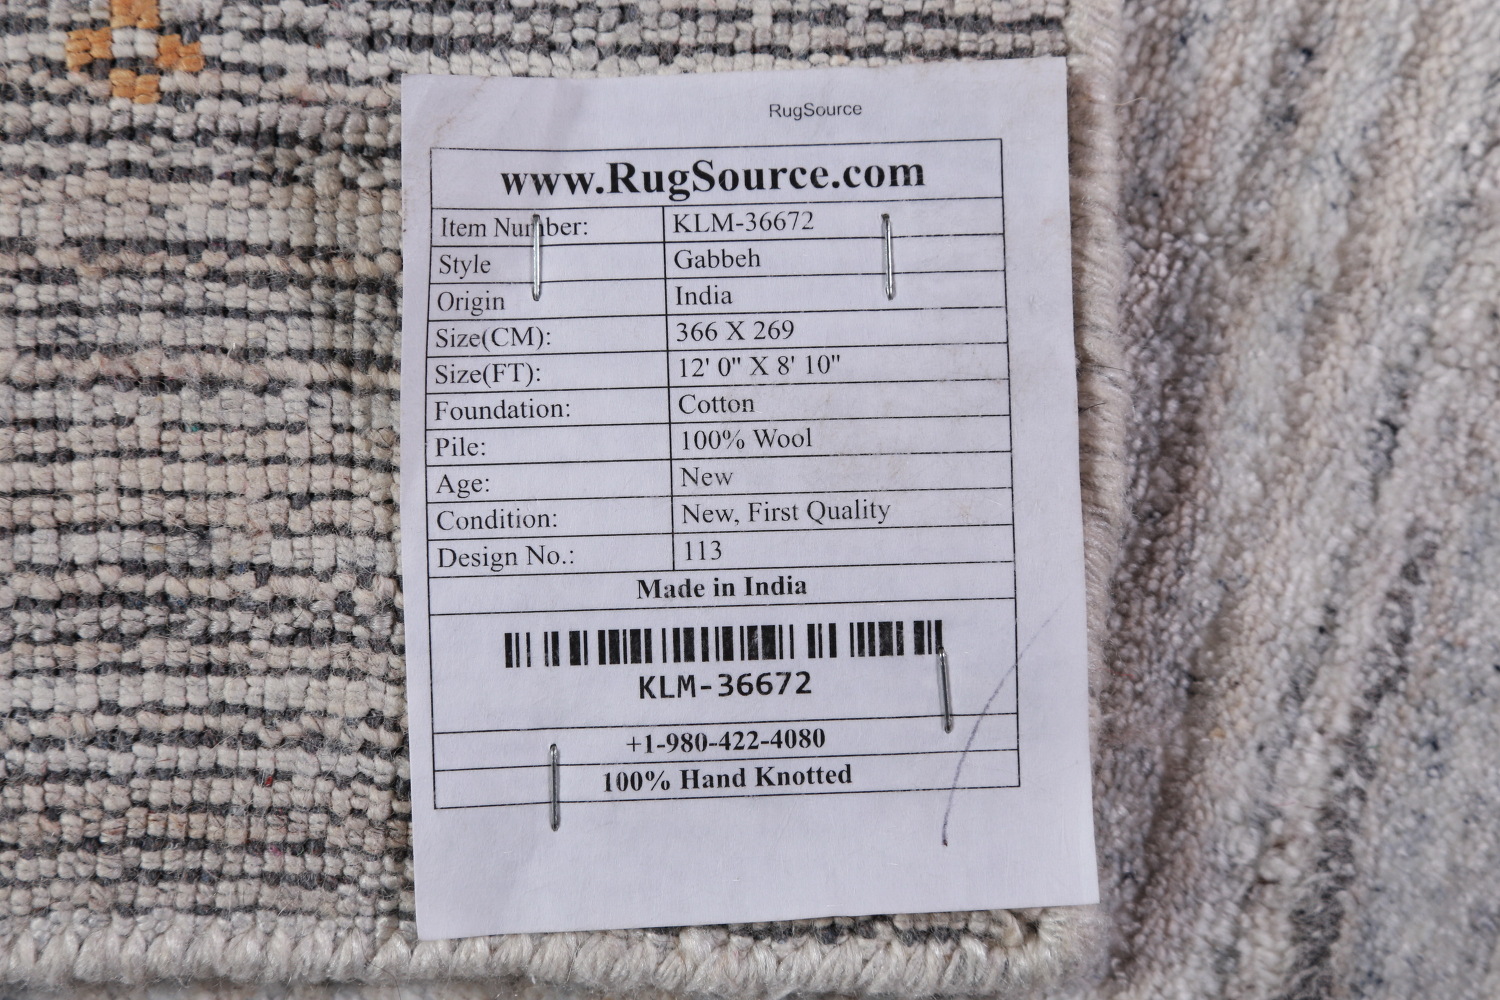 RugSource
www.RugSource.com
Item Number: KLM-36672
Style Gabbeh
Origin India
Size(CM): 366 X 269
Size(FT): 12' 0" X 8' 10"
Foundation: Cotton
Pile: 100% Wool
Age: New
Condition: New, First Quality
Design No.: 113
Made in India
KLM-36672
+1-980-422-4080
100% Hand Knotted